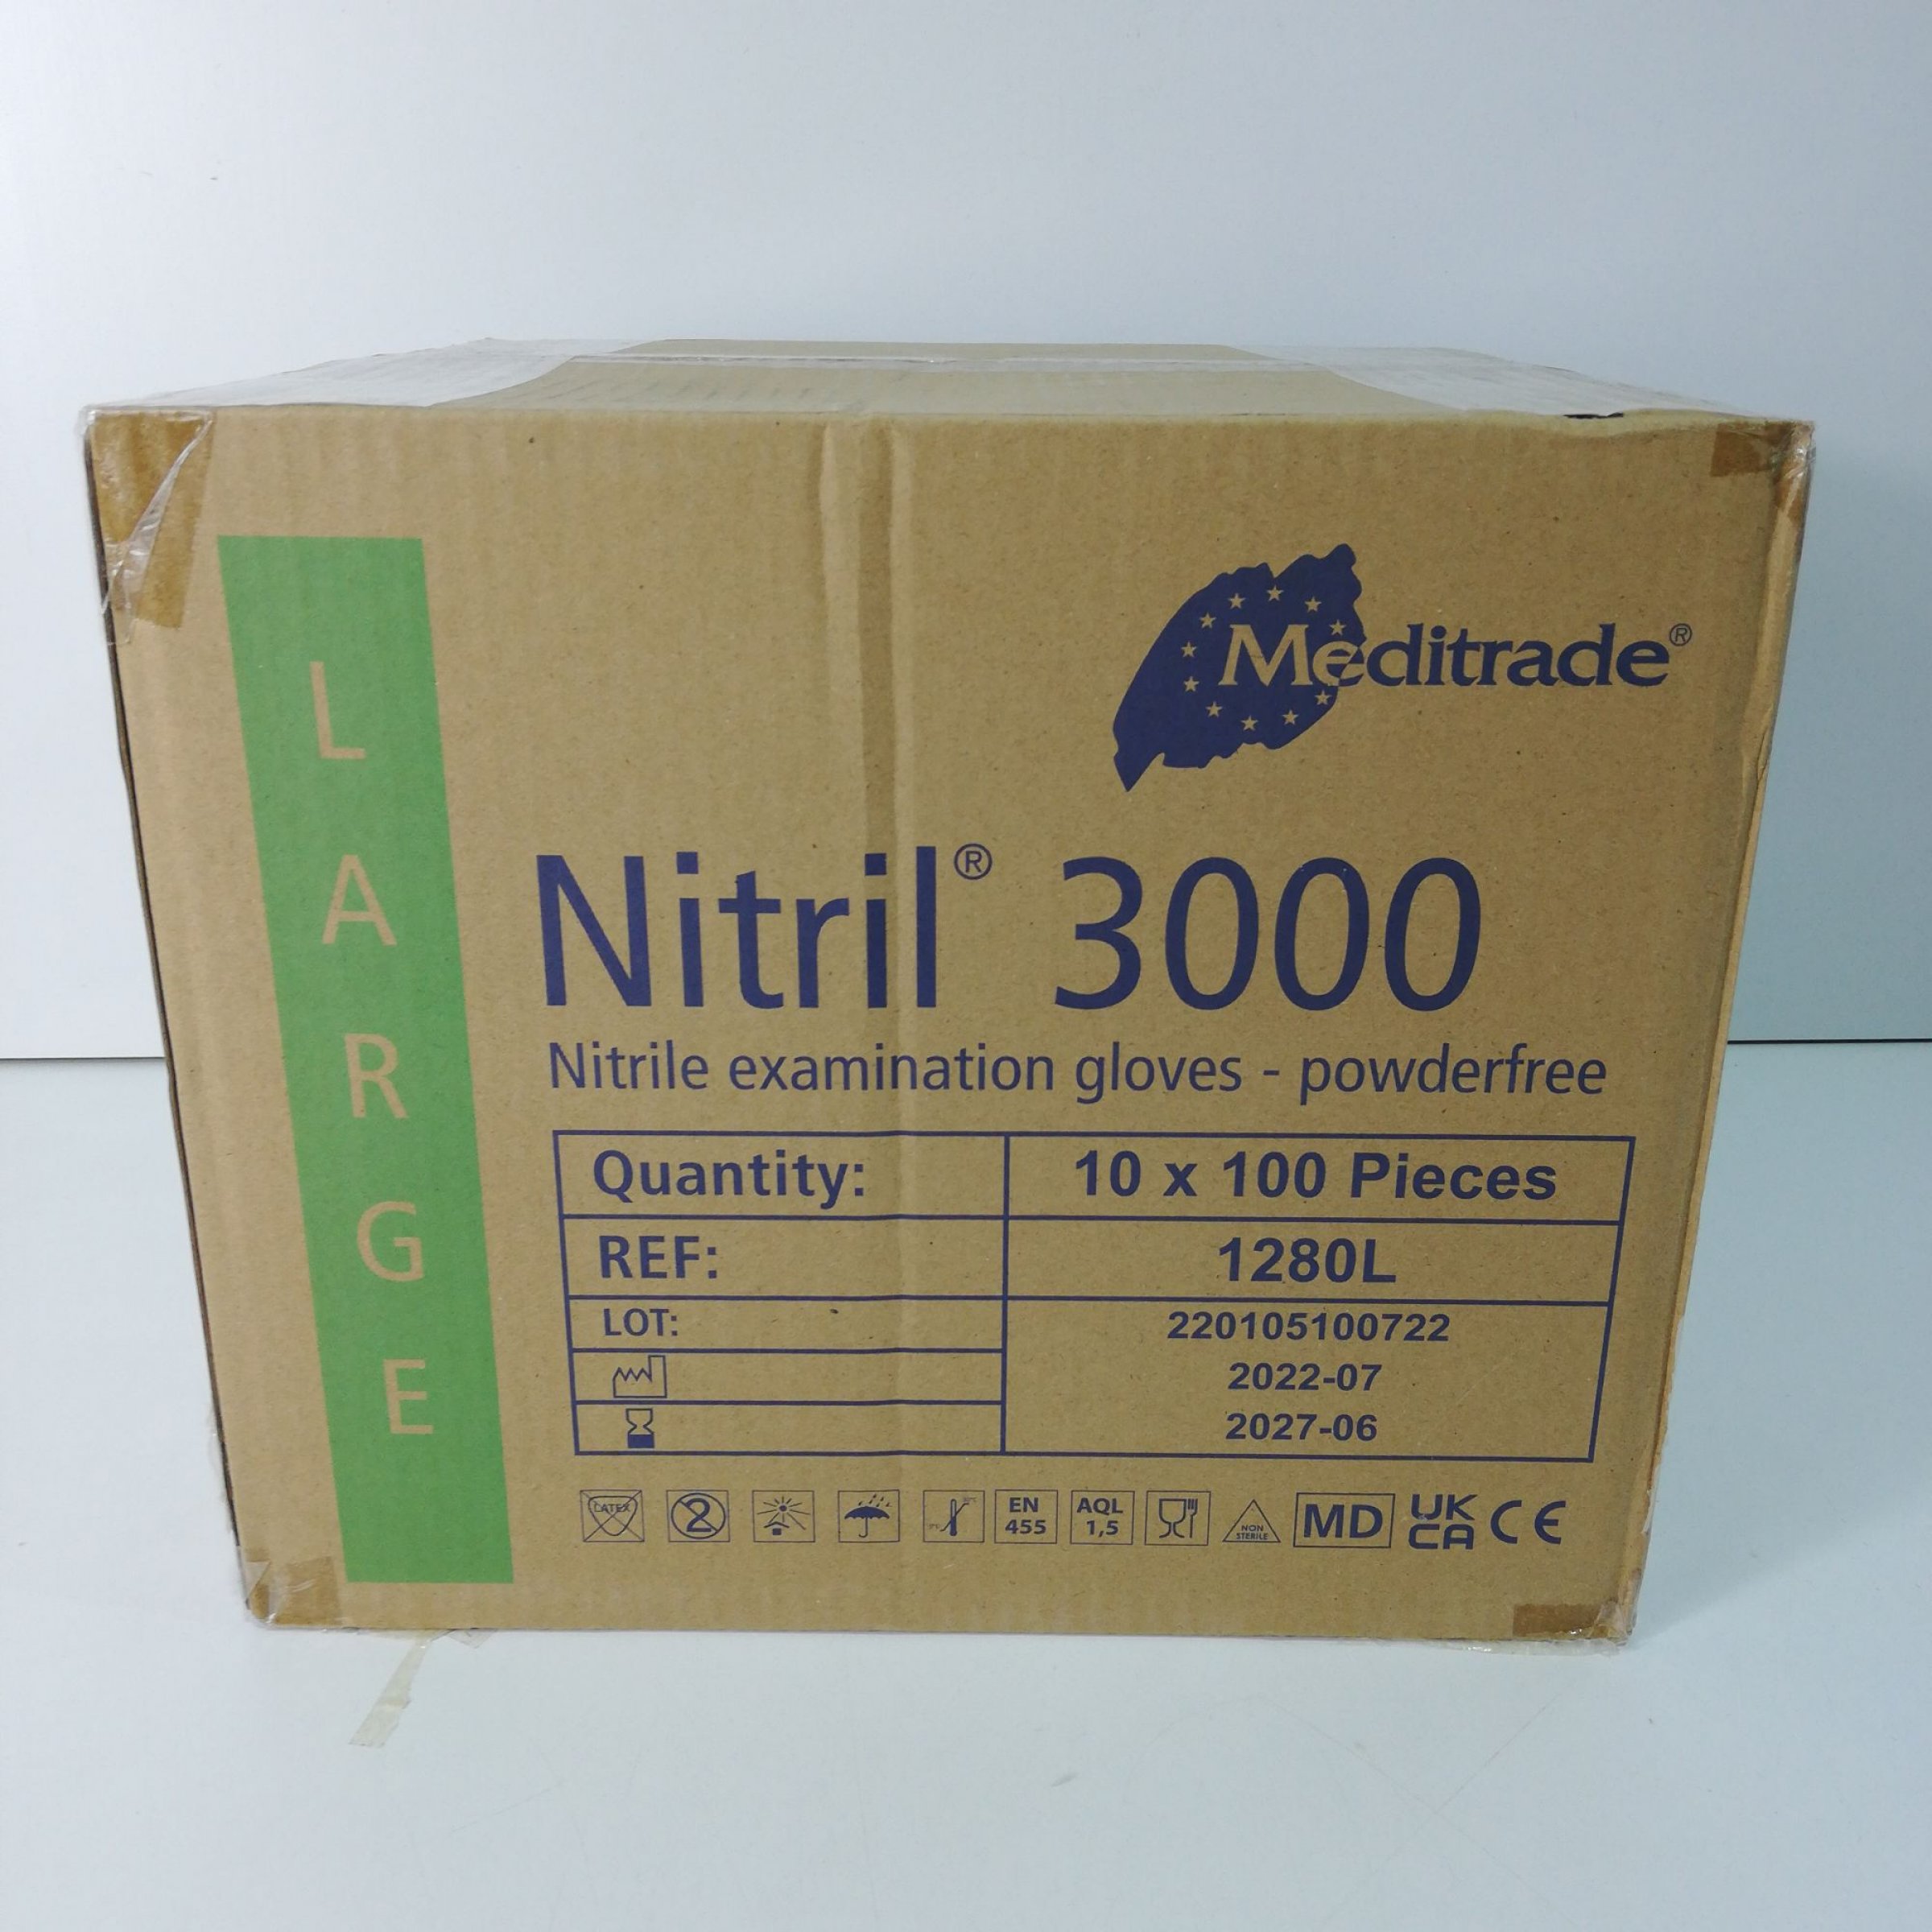 LARGE
Meditrade®
Nitril® 3000
Nitrile examination gloves - powderfree
Quantity: 10 x 100 Pieces
REF: 1280L
LOT: 220105100722
2022-07
2027-06
LATEX
2
EN
455
AQL
1,5
NON
STERILE
MD
UK
CA
CE